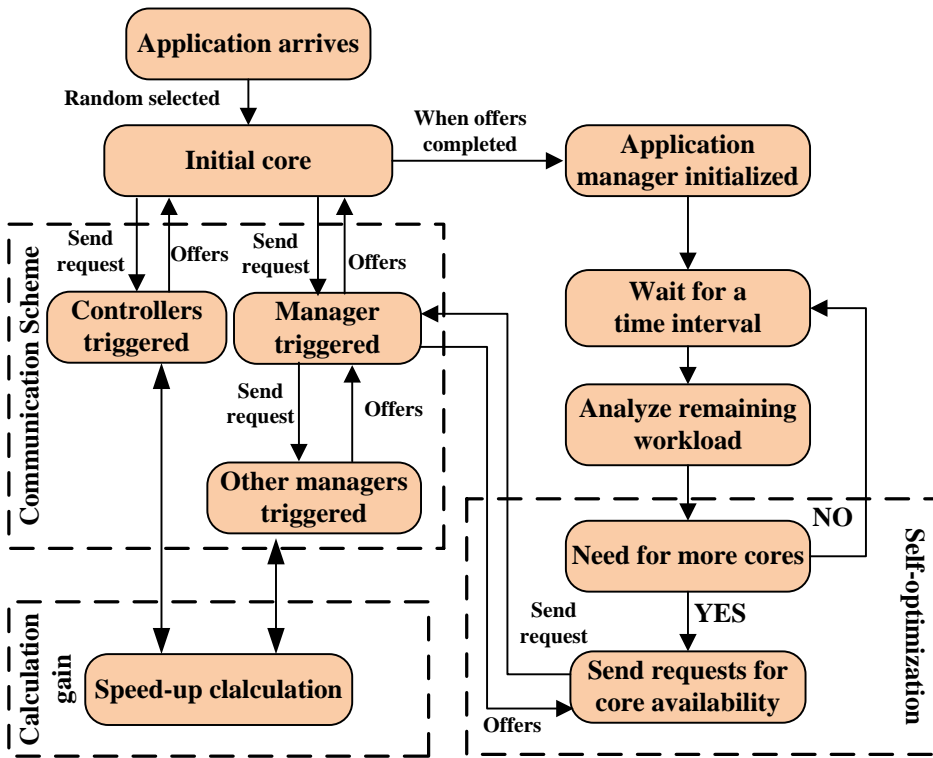 Application arrives
Random selected
Initial core
When offers
completed
Application
manager initialized
Send
request
Offers
Send
request
Offers
Communication Scheme
Controllers
triggered
Manager
triggered
Wait for a
time interval
Send
request
Offers
Analyze remaining
workload
Other managers
triggered
NO
Need for more cores
Self-optimization
YES
Send
request
Calculation
gain
Speed-up clalculation
Send requests for
core availability
Offers